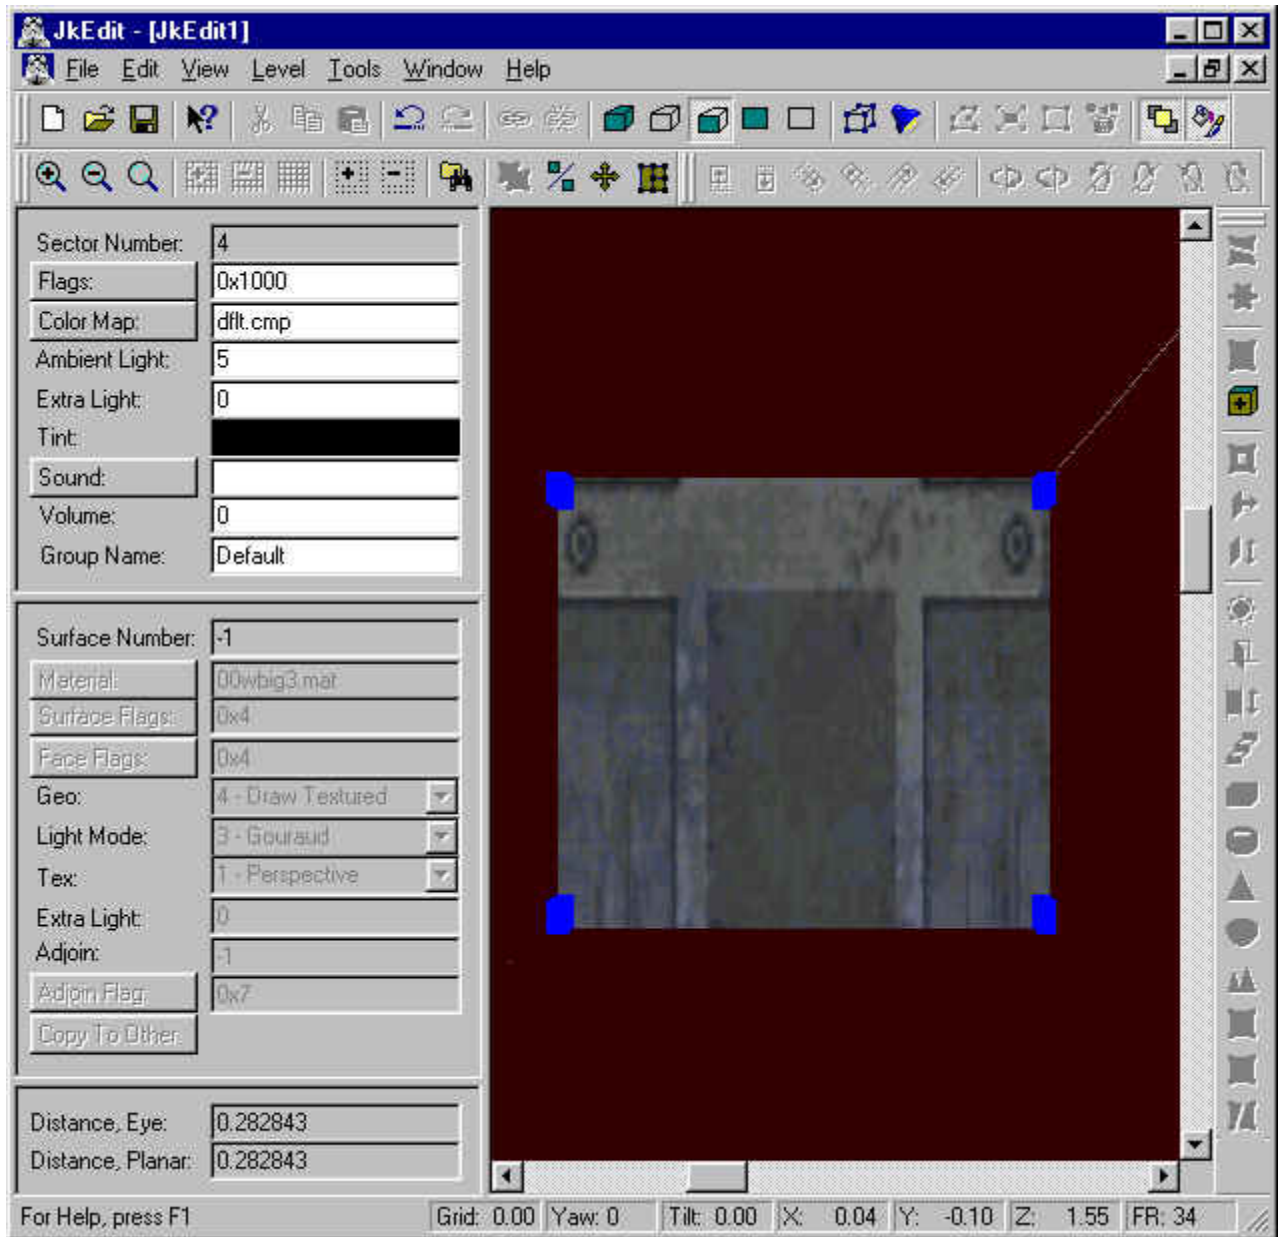 JkEdit - [JkEdit1]
File Edit View Level Tools Window Help
Sector Number: 4
Flags: 0x1000
Color Map: dflt.cmp
Ambient Light: 5
Extra Light: 0
Tint:
Sound:
Volume: 0
Group Name: Default
Surface Number: -1
Material: 00wbig3.mat
Surface Flags: 0x4
Face Flags: 0x4
Geo: 4 - Draw Textured
Light Mode: 3 - Gouraud
Tex: 1 - Perspective
Extra Light: 0
Adjoin: -1
Adjoin Flag: 0x7
Copy To Other
Distance, Eye: 0.282843
Distance, Planar: 0.282843
For Help, press F1 Grid: 0.00 Yaw: 0 Tilt: 0.00 X: 0.04 Y: -0.10 Z: 1.55 FR: 34